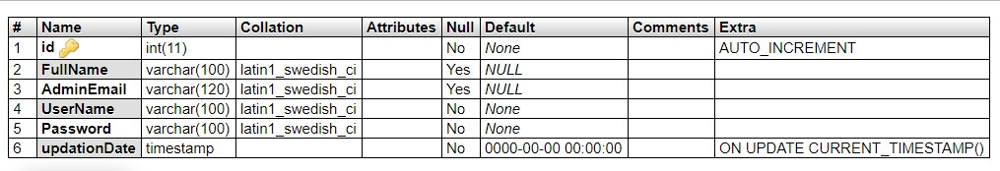 # Name Type Collation Attributes Null Default Comments Extra
1 id int(11) No None AUTO_INCREMENT
2 FullName varchar(100) latin1_swedish_ci Yes NULL
3 AdminEmail varchar(120) latin1_swedish_ci Yes NULL
4 UserName varchar(100) latin1_swedish_ci No None
5 Password varchar(100) latin1_swedish_ci No None
6 updationDate timestamp No 0000-00-00 00:00:00 ON UPDATE CURRENT_TIMESTAMP()